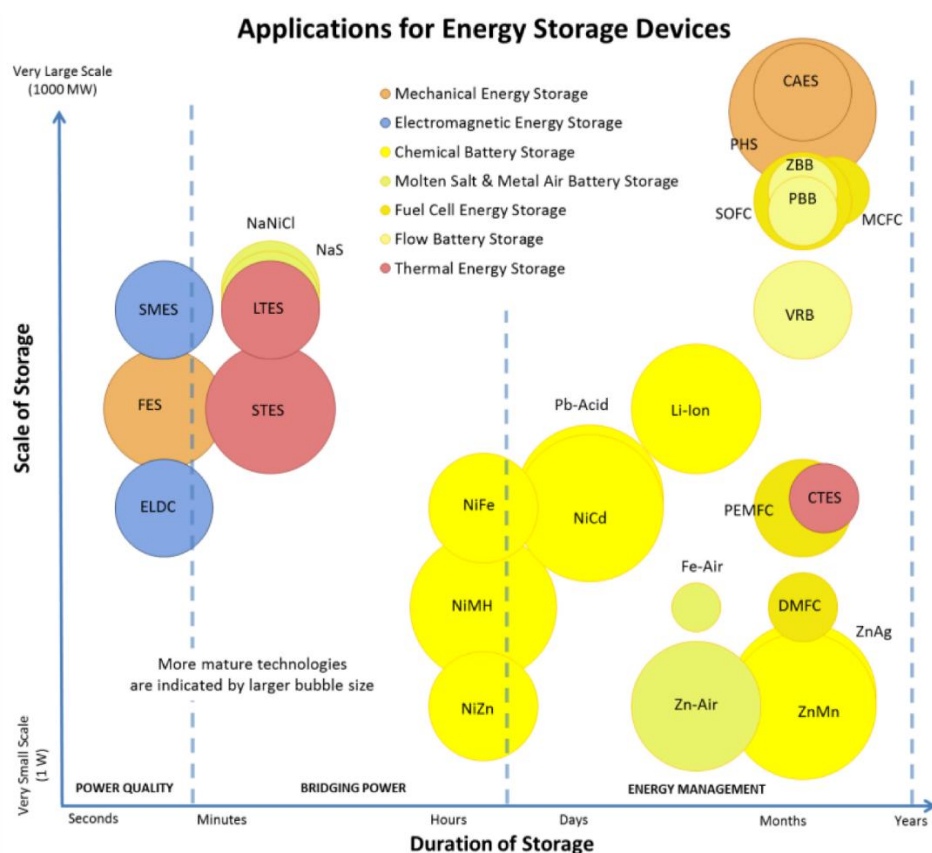 Applications for Energy Storage Devices
Very Large Scale
(1000 MW)
Mechanical Energy Storage
Electromagnetic Energy Storage
Chemical Battery Storage
Molten Salt & Metal Air Battery Storage
Fuel Cell Energy Storage
Flow Battery Storage
Thermal Energy Storage
CAES
PHS
ZBB
PBB
SOFC
MCFC
NaNiCl
NaS
SMES
LTES
VRB
FES
STES
Pb-Acid
Li-Ion
ELDC
NiFe
NiCd
PEMFC
CTES
Fe-Air
NiMH
DMFC
ZnAg
More mature technologies
are indicated by larger bubble size
NiZn
Zn-Air
ZnMn
Scale of Storage
Very Small Scale
(1 W)
POWER QUALITY
BRIDGING POWER
ENERGY MANAGEMENT
Seconds
Minutes
Hours
Days
Months
Years
Duration of Storage